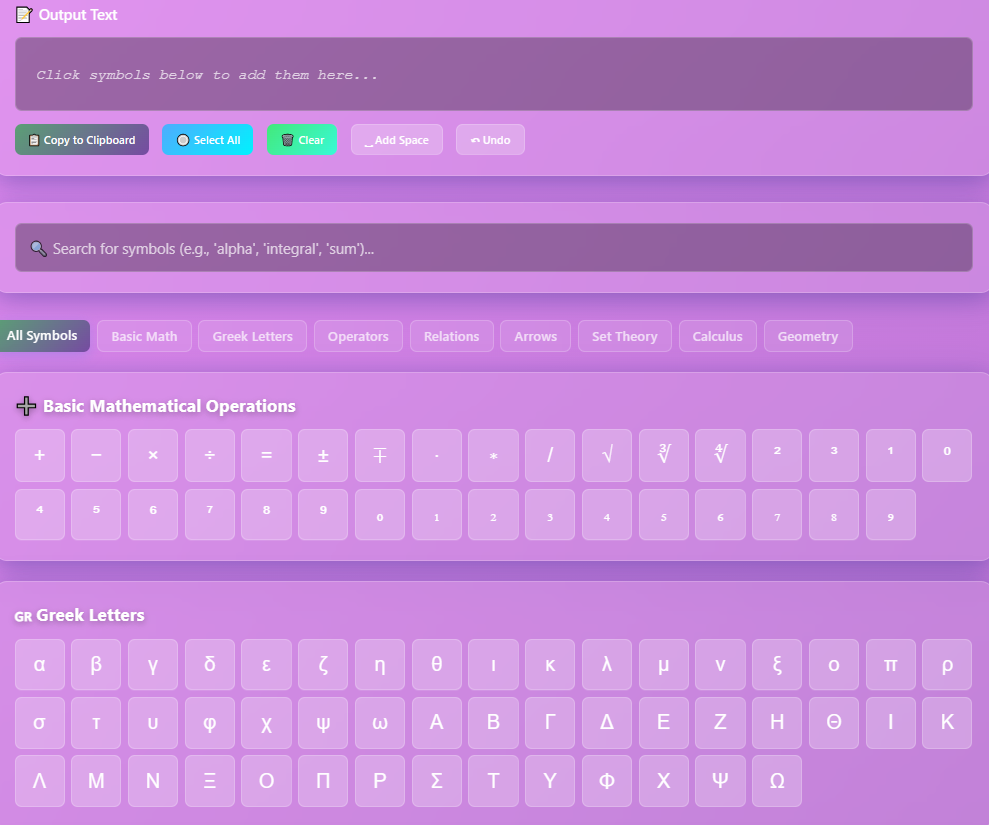 📝 Output Text
Click symbols below to add them here...
📋 Copy to Clipboard
🔘 Select All
🗑️ Clear
⎵ Add Space
↶ Undo
🔍 Search for symbols (e.g., 'alpha', 'integral', 'sum')...
All Symbols Basic Math Greek Letters Operators Relations Arrows Set Theory Calculus Geometry
➕ Basic Mathematical Operations
+ − × ÷ = ± ∓ · ∗ / √ ∛ ∜ ² ³ ¹ ⁰
⁴ ⁵ ⁶ ⁷ ⁸ ⁹ ₀ ₁ ₂ ₃ ₄ ₅ ₆ ₇ ₈ ₉
GR Greek Letters
α β γ δ ε ζ η θ ι κ λ μ ν ξ ο π ρ
σ τ υ φ χ ψ ω Α Β Γ Δ Ε Ζ Η Θ Ι Κ
Λ Μ Ν Ξ Ο Π Ρ Σ Τ Υ Φ Χ Ψ Ω